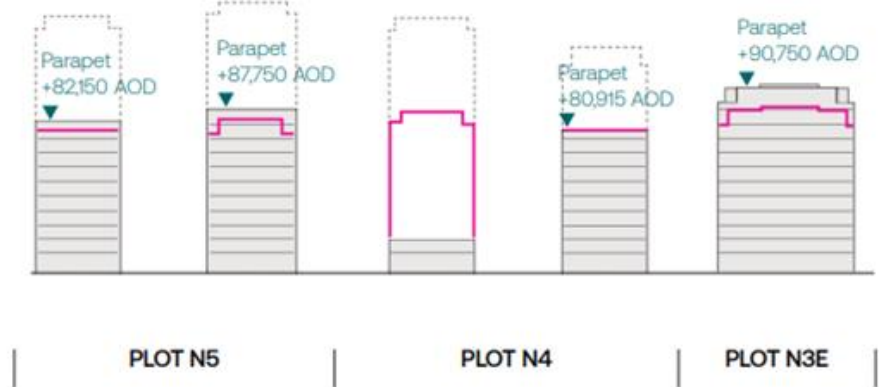 Parapet
+82,150 AOD
Parapet
+87,750 AOD
Parapet
+80,915 AOD
Parapet
+90,750 AOD
PLOT N5
PLOT N4
PLOT N3E